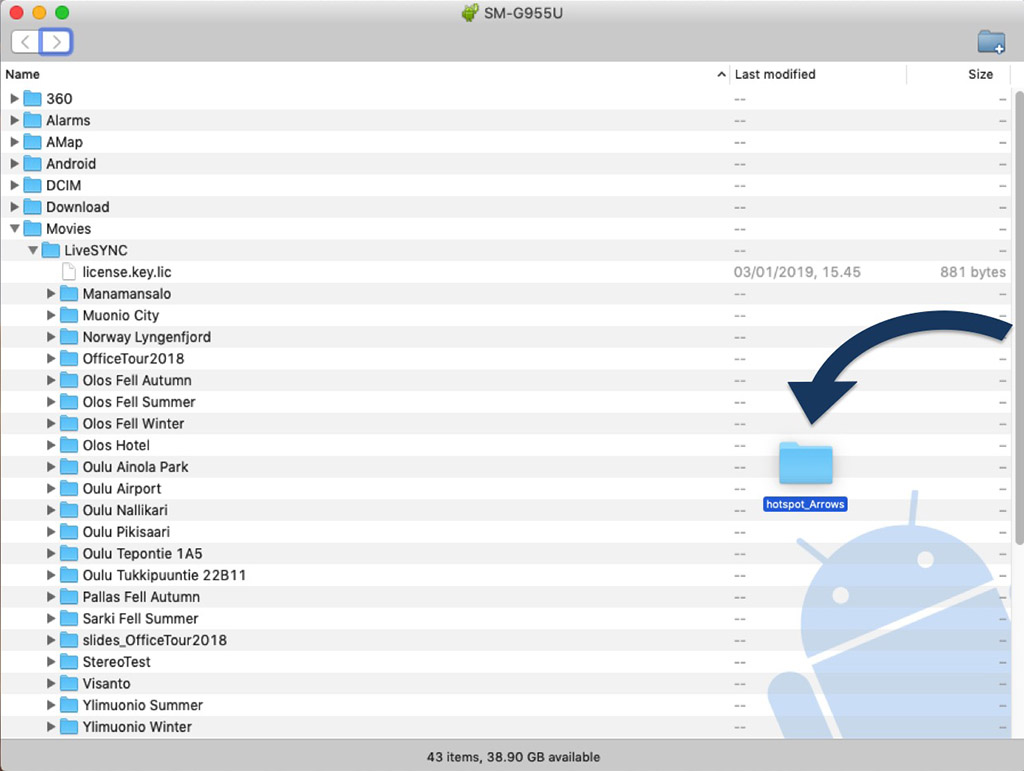 SM-G955U
Name Last modified Size
360 -- --
Alarms -- --
AMap -- --
Android -- --
DCIM -- --
Download -- --
Movies -- --
LiveSYNC -- --
license.key.lic 03/01/2019, 15.45 881 bytes
Manamansalo -- --
Muonio City -- --
Norway Lyngenfjord -- --
OfficeTour2018 -- --
Olos Fell Autumn -- --
Olos Fell Summer -- --
Olos Fell Winter -- --
Olos Hotel -- --
Oulu Ainola Park -- --
Oulu Airport -- --
hotspot_Arrows
Oulu Nallikari -- --
Oulu Pikisaari -- --
Oulu Tepontie 1A5 -- --
Oulu Tukkipuuntie 22B11 -- --
Pallas Fell Autumn -- --
Sarki Fell Summer -- --
slides_OfficeTour2018 -- --
StereoTest -- --
Visanto -- --
Ylimuonio Summer -- --
Ylimuonio Winter -- --
43 items, 38.90 GB available